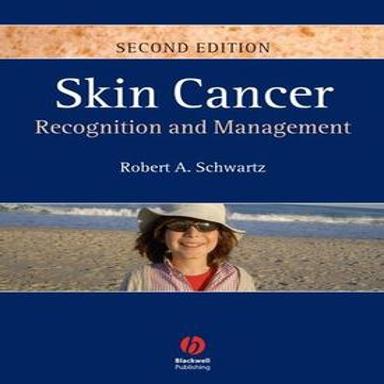 SECOND EDITION
Skin Cancer
Recognition and Management
Robert A. Schwartz
Blackwell
Publishing